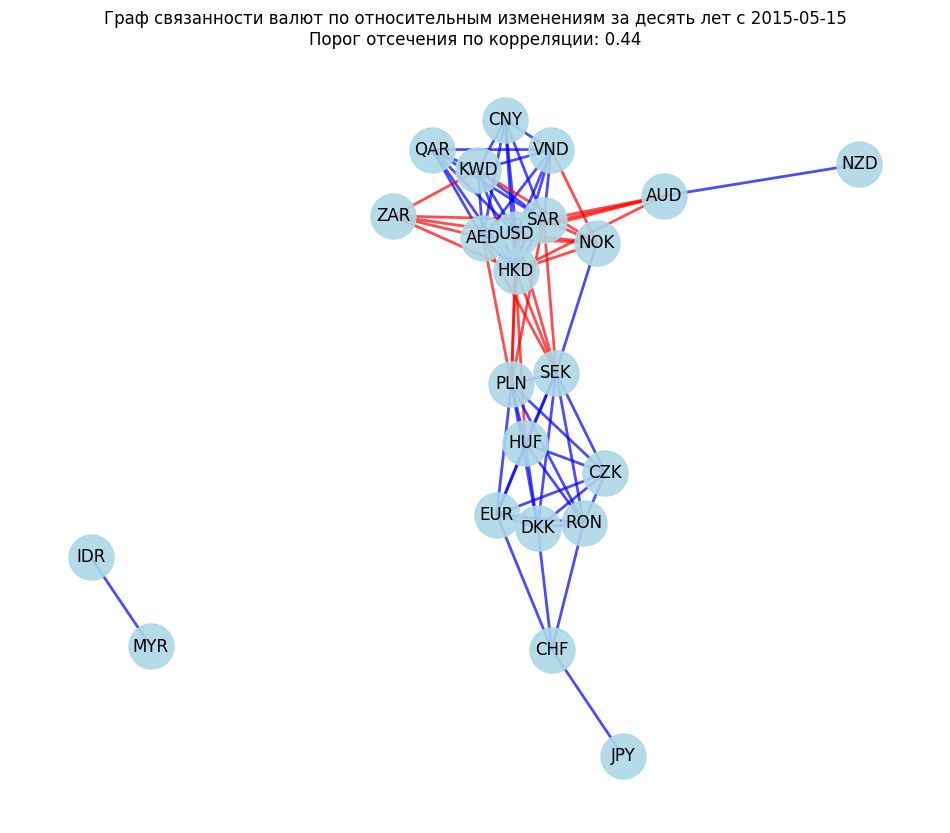 Граф связанности валют по относительным изменениям за десять лет с 2015-05-15
Порог отсечения по корреляции: 0.44
CNY
QAR
VND
KWD
NZD
AUD
ZAR
SAR
USD
AED
NOK
HKD
SEK
PLN
HUF
CZK
EUR
RON
DKK
IDR
MYR
CHF
JPY